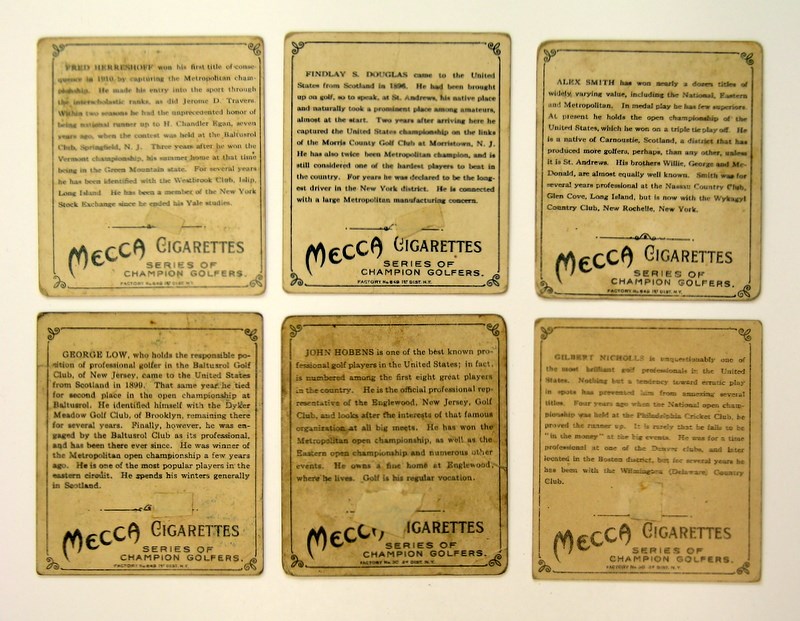 FRED HERRESHOFF won his first title of conse-
quence in 1910 by capturing the Metropolitan cham-
pionship. He made his entry into the sport through
the interscholastic ranks, as did Jerome D. Travers.
Within two seasons he had the unprecedented honor of
being national runner up to H. Chandler Egan, seven
years ago, when the contest was held at the Baltusrol
Club, Springfield, N. J. Three years after he won the
Vermont championship, his summer home at that time
being in the Green Mountain state. For several years
he has been identified with the Westbrook Club, Islip,
Long Island. He has been a member of the New York
Stock Exchange since he ended his Yale studies.
MECCA CIGARETTES
SERIES OF
CHAMPION GOLFERS.
FACTORY No. 649 1ST DIST. N.Y.
FINDLAY S. DOUGLAS came to the United
States from Scotland in 1896. He had been brought
up on golf, so to speak, at St. Andrews, his native place
and naturally took a prominent place among amateurs,
almost at the start. Two years after arriving here he
captured the United States championship on the links
of the Morris County Golf Club at Morristown, N. J.
He has also twice been Metropolitan champion, and is
still considered one of the hardest players to beat in
the country. For years he was declared to be the long-
est driver in the New York district. He is connected
with a large Metropolitan manufacturing concern.
MECCA CIGARETTES
SERIES OF
CHAMPION GOLFERS.
FACTORY No. 649 1ST DIST. N.Y.
ALEX SMITH has won nearly a dozen titles of
widely varying value, including the National, Eastern
and Metropolitan. In medal play he has few superiors.
At present he holds the open championship of the
United States, which he won on a triple tie play off. He
is a native of Carnoustie, Scotland, a district that has
produced more golfers, perhaps, than any other, unless
it is St. Andrews. His brothers Willie, George and Mc-
Donald, are almost equally well known. Smith was for
several years professional at the Nassau Country Club,
Glen Cove, Long Island, but is now with the Wykagyl
Country Club, New Rochelle, New York.
MECCA CIGARETTES
SERIES OF
CHAMPION GOLFERS.
FACTORY No. 649 1ST DIST. N.Y.
GEORGE LOW, who holds the responsible po-
sition of professional golfer in the Baltusrol Golf
Club, of New Jersey, came to the United States
from Scotland in 1899. That same year he tied
for second place in the open championship at
Baltusrol. He identified himself with the Dyker
Meadow Golf Club, of Brooklyn, remaining there
for several years. Finally, however, he was en-
gaged by the Baltusrol Club as its professional,
and has been there ever since. He was winner of
the Metropolitan open championship a few years
ago. He is one of the most popular players in the
eastern circuit. He spends his winters generally
in Scotland.
MECCA CIGARETTES
SERIES OF
CHAMPION GOLFERS.
FACTORY No. 649 1ST DIST. N.Y.
JOHN HOBENS is one of the best known pro-
fessional golf players in the United States; in fact,
is numbered among the first eight great players
in the country. He is the official professional rep-
resentative of the Englewood, New Jersey, Golf
Club, and looks after the interests of that famous
organization at all big meets. He has won the
Metropolitan open championship, as well as the
Eastern open championship and numerous other
events. He owns a fine home at Englewood,
where he lives. Golf is his regular vocation.
MECC IGARETTES
SERIES OF
CHAMPION GOLFERS.
FACTORY No. DIST. N.Y.
GILBERT NICHOLLS is unquestionably one of
the most brilliant golf professionals in the United
States. Nothing but a tendency toward erratic play
in spots has prevented him from annexing several
titles. Four years ago when the National open cham-
pionship was held at the Philadelphia Cricket Club, he
proved the runner up. It is rarely that he fails to be
"in the money" at the big events. He was for a time
professional at one of the Denver clubs, and later
located in the Boston district, but for several years he
has been with the Wilmington (Delaware) Country
Club.
MECCA CIGARETTES
SERIES OF
CHAMPION GOLFERS.
FACTORY No. DIST. N.Y.